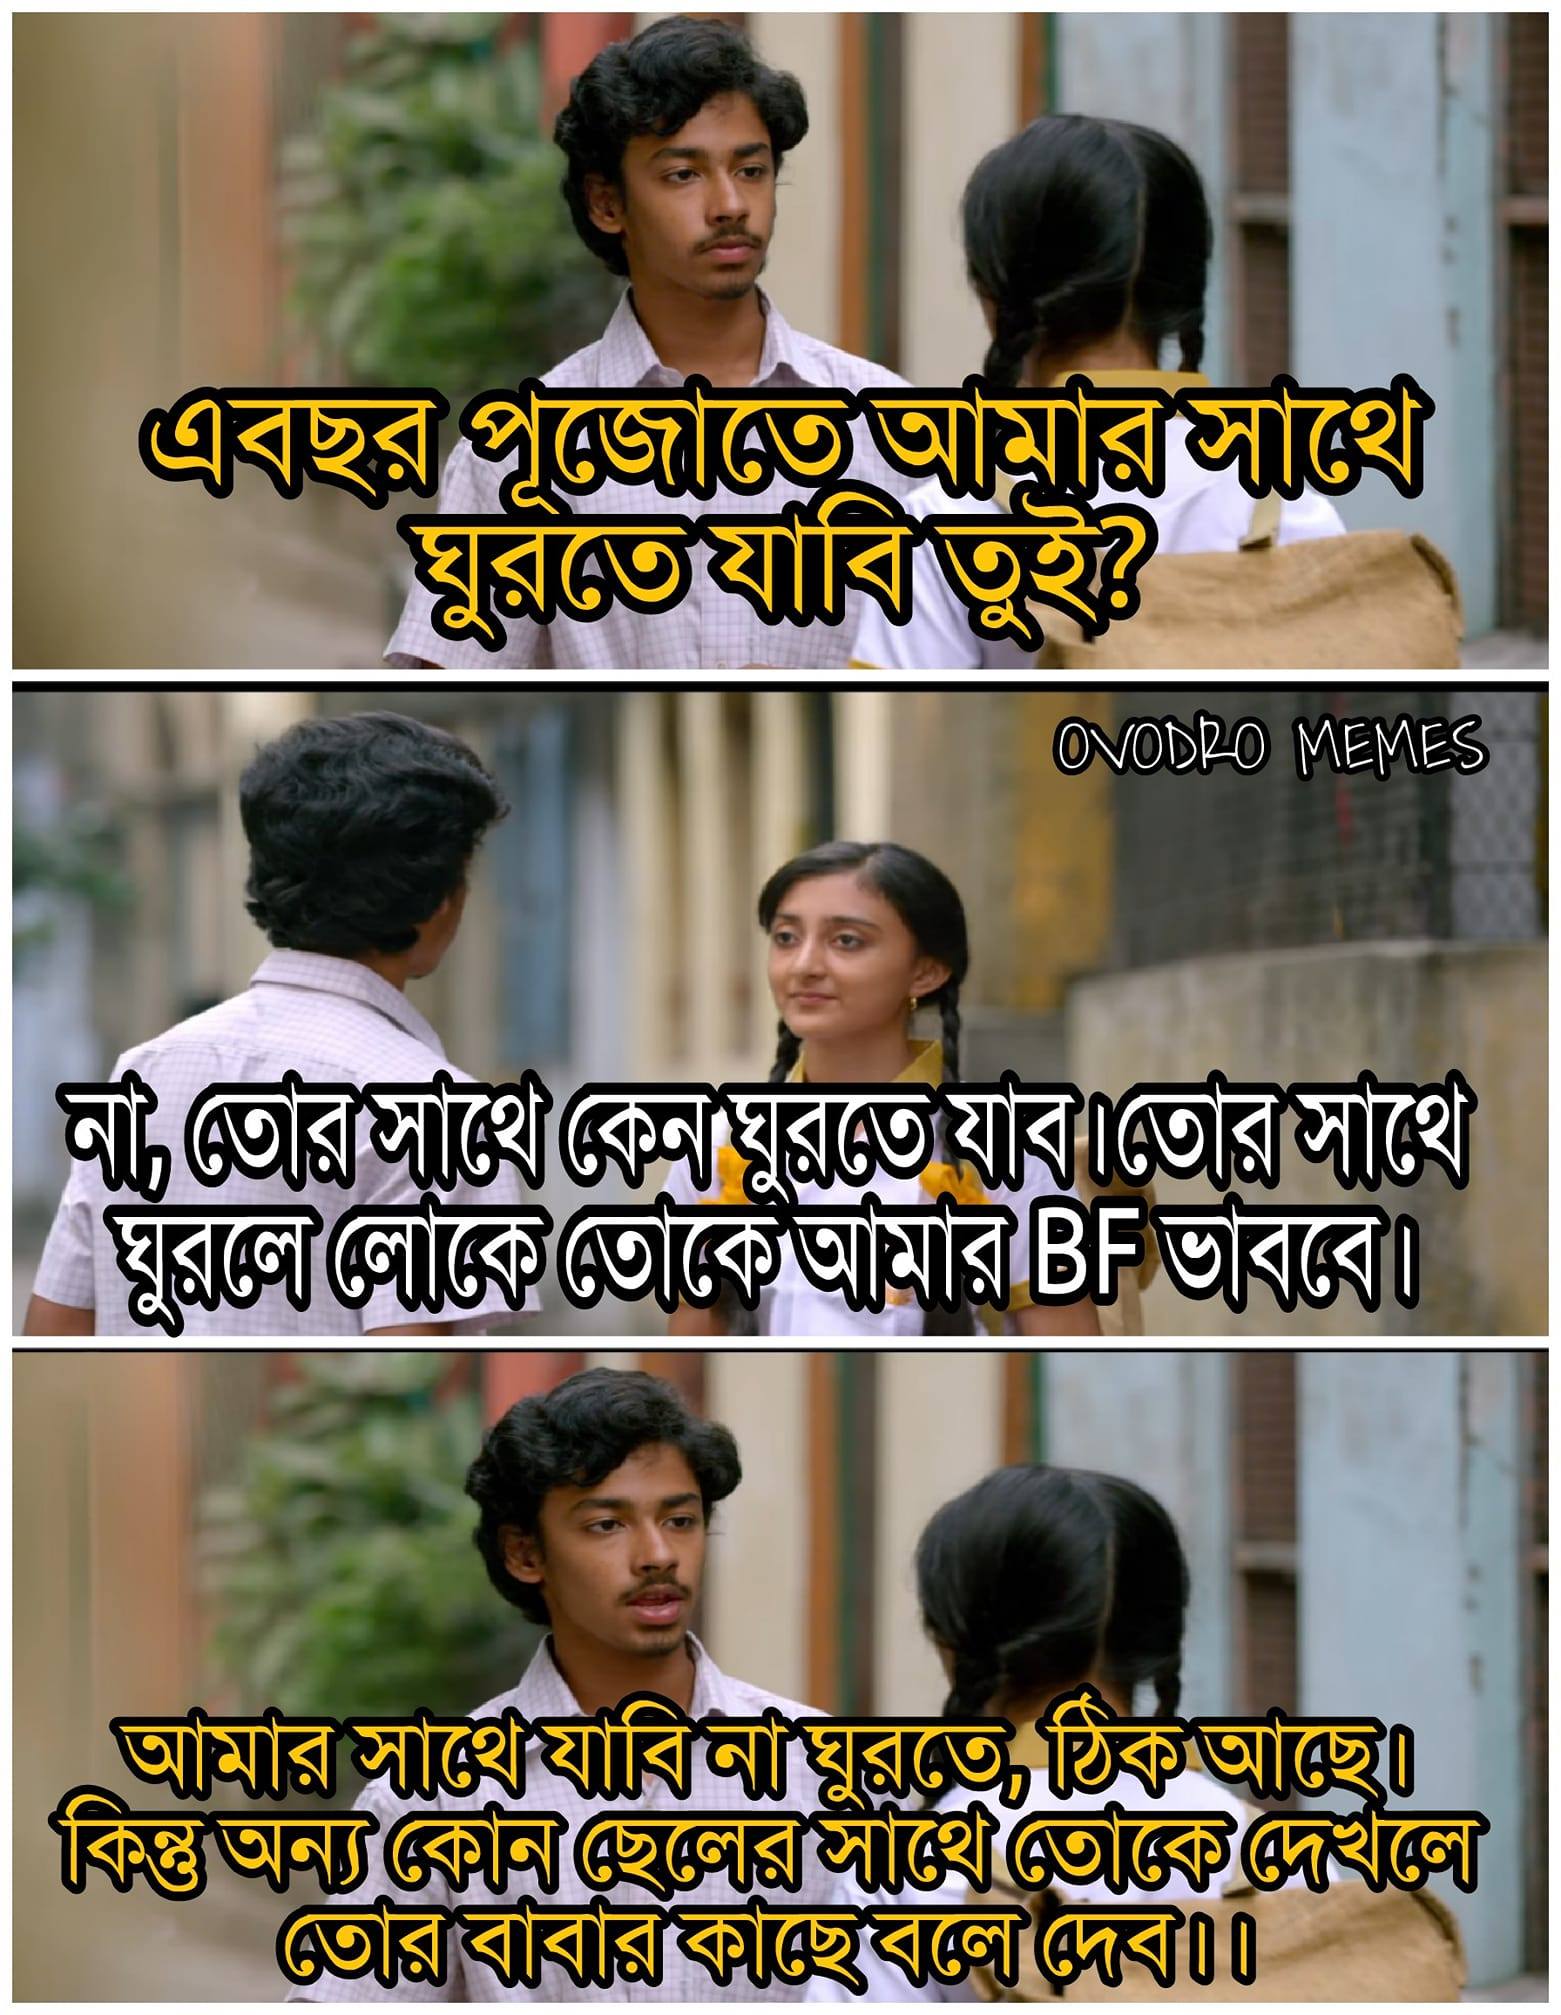 এবছর পূজোতে আমার সাথে
ঘুরতে যাবি তুই?
OVODRO MEMES
না, তোর সাথে কেন ঘুরতে যাব।তোর সাথে
ঘুরলে লোকে তোকে আমার BF ভাববে।
আমার সাথে যাবি না ঘুরতে, ঠিক আছে।
কিন্তু অন্য কোন ছেলের সাথে তোকে দেখলে
তোর বাবার কাছে বলে দেব।।